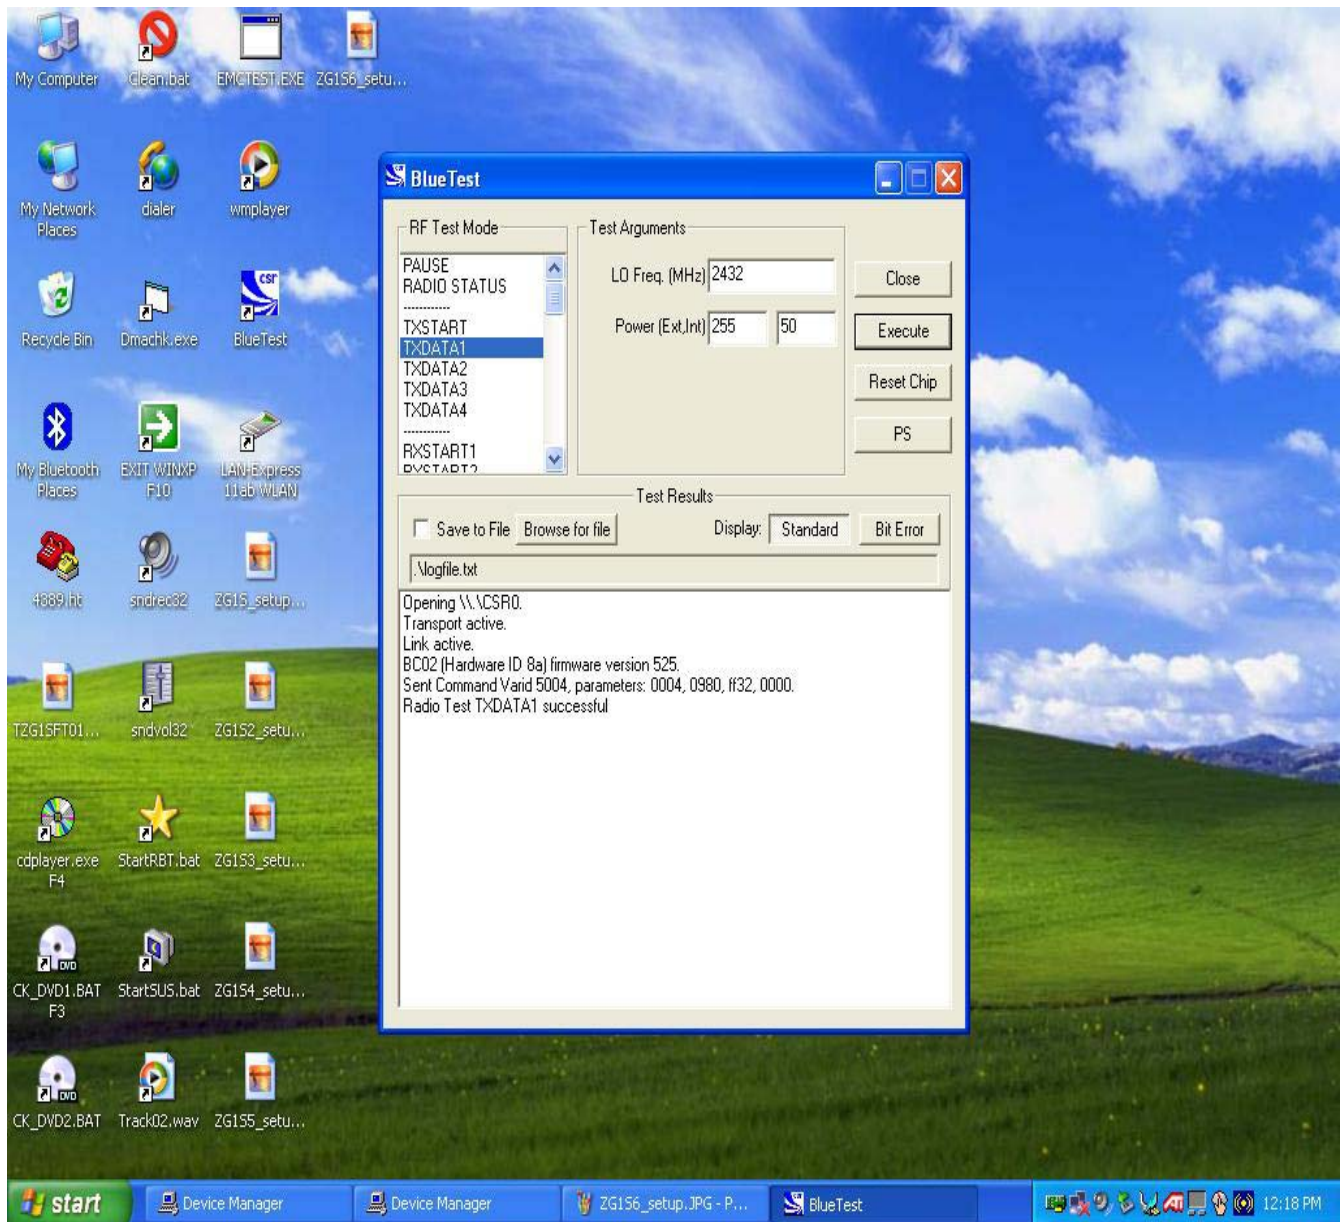 My Computer
Clean.bat
EMCTEST.EXE
ZG1S6_setu...
My Network
Places
dialer
wmplayer
Recycle Bin
Dmachk.exe
csr
BlueTest
My Bluetooth
Places
EXIT WINXP
F10
LAN-Express
11ab WLAN
4889.ht
sndrec32
ZG1S_setup...
TZG1SFT01...
sndvol32
ZG1S2_setu...
cdplayer.exe
F4
StartRBT.bat
ZG1S3_setu...
DVD
CK_DVD1.BAT
F3
StartSUS.bat
ZG1S4_setu...
DVD
CK_DVD2.BAT
Track02.wav
ZG1S5_setu...
BlueTest
RF Test Mode
PAUSE
RADIO STATUS
-----------
TXSTART
TXDATA1
TXDATA2
TXDATA3
TXDATA4
-----------
RXSTART1
RXSTART2
Test Arguments
LO Freq. (MHz) 2432
Power (Ext,Int) 255 50
Close
Execute
Reset Chip
PS
Test Results
Save to File Browse for file Display: Standard Bit Error
.\logfile.txt
Opening \\.\CSR0.
Transport active.
Link active.
BC02 (Hardware ID 8a) firmware version 525.
Sent Command Varid 5004, parameters: 0004, 0980, ff32, 0000.
Radio Test TXDATA1 successful
start
Device Manager
Device Manager
ZG1S6_setup.JPG - P...
BlueTest
ATI
12:18 PM